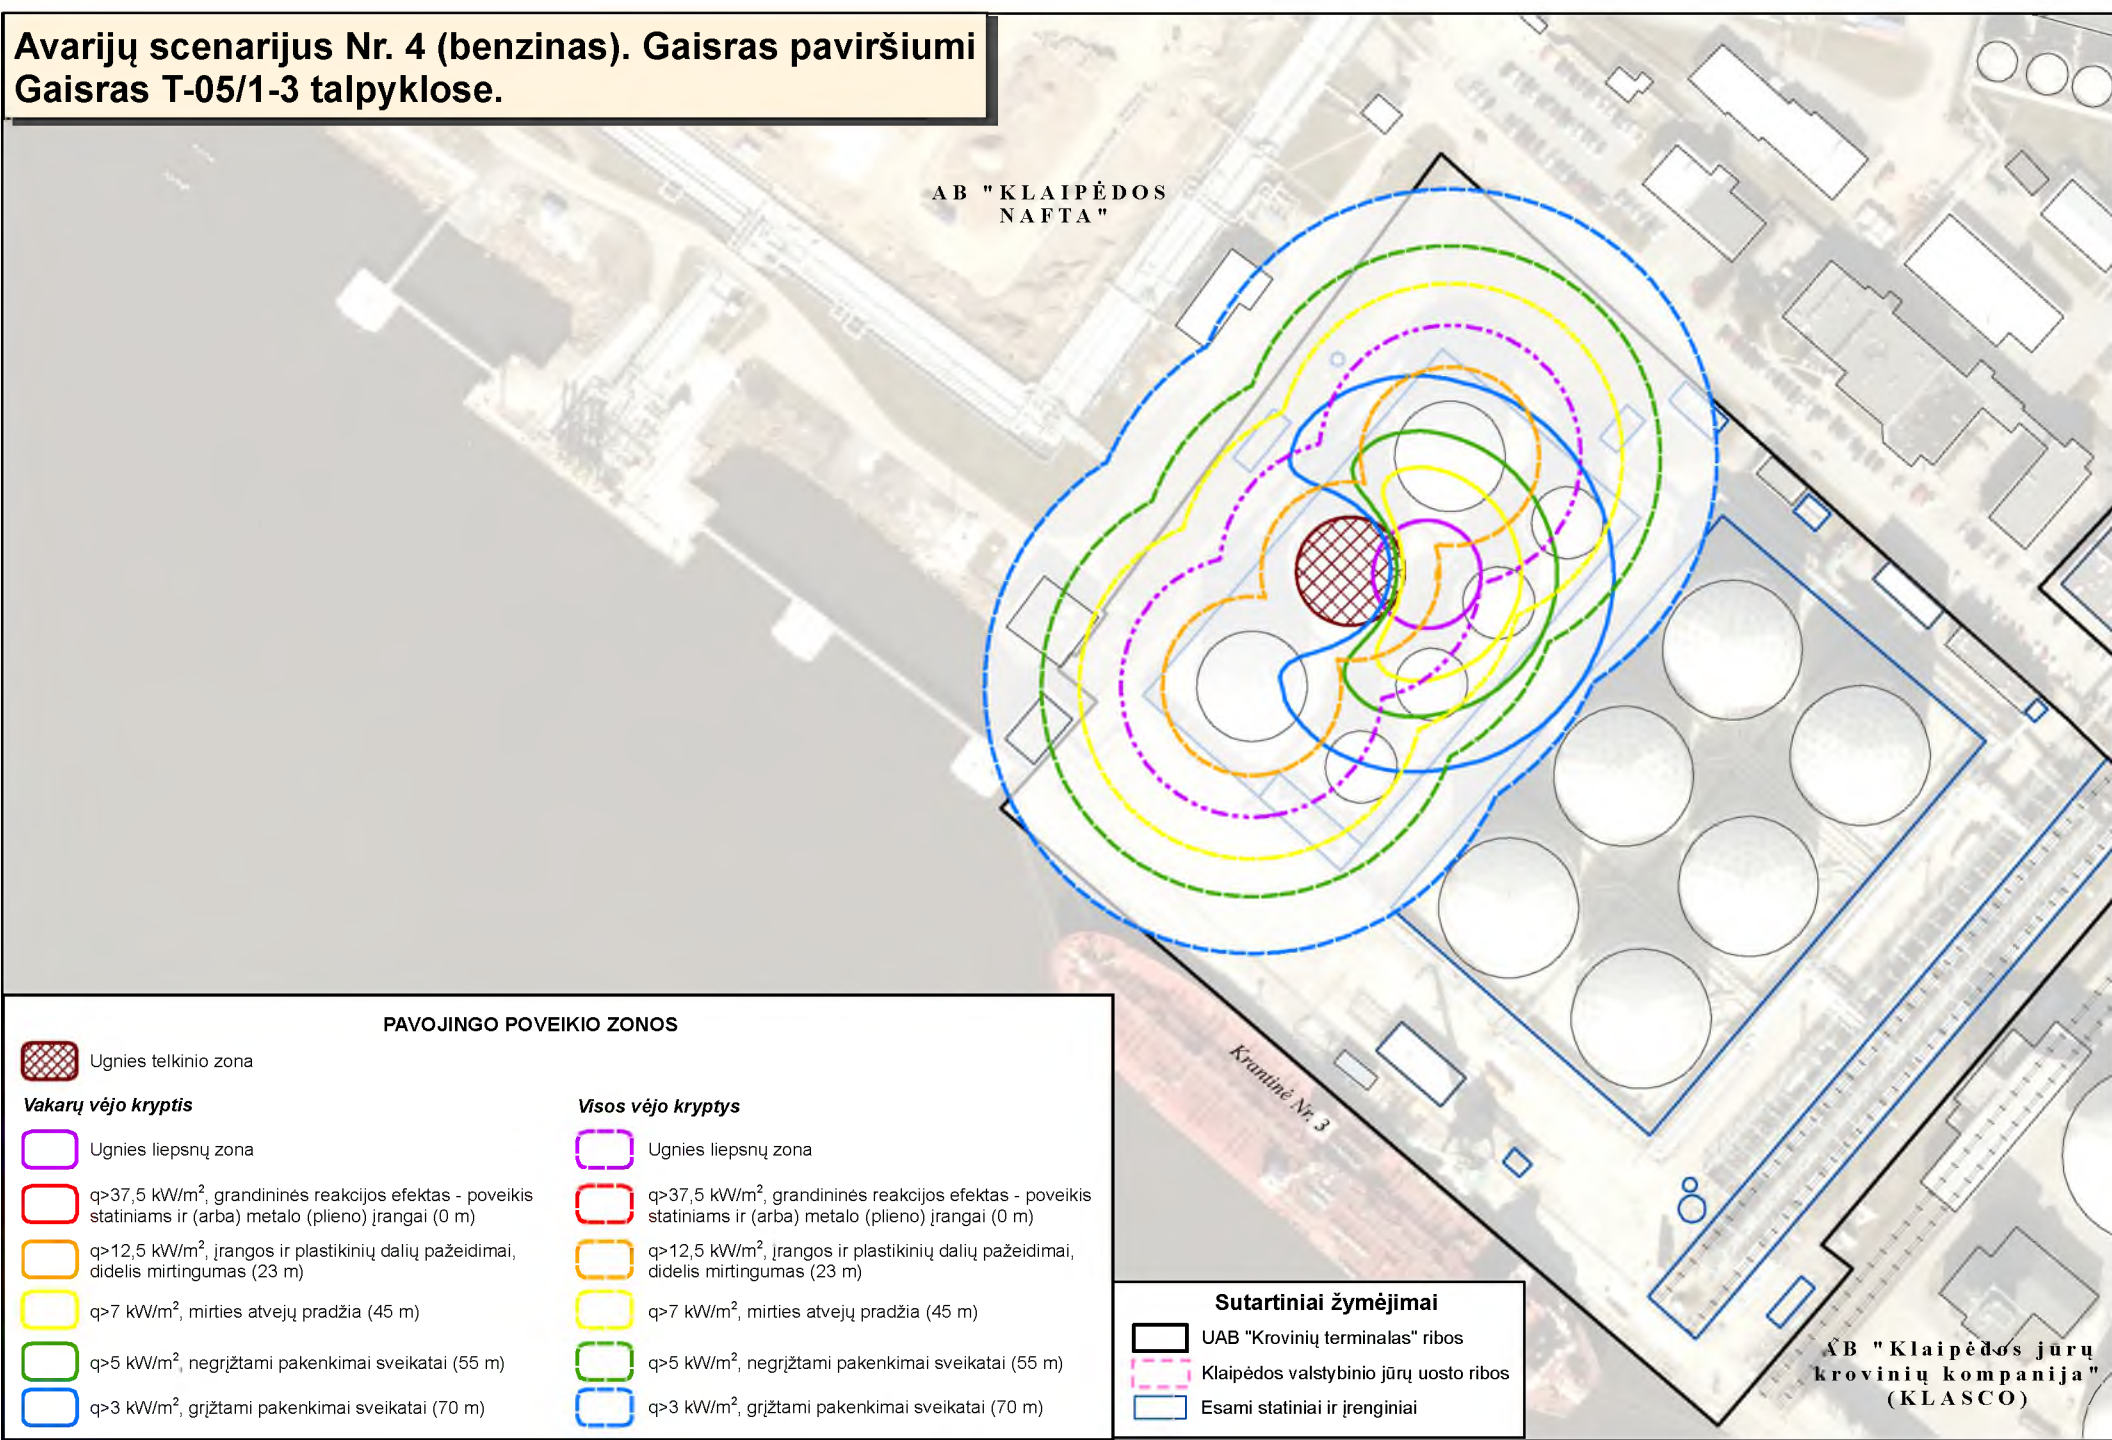 Avarijų scenarijus Nr. 4 (benzinas). Gaisras paviršiumi
Gaisras T-05/1-3 talpyklose.
AB "KLAIPĖDOS
NAFTA"
Krantinė Nr. 3
AB "Klaipėdos jūrų
krovinių kompanija"
(KLASCO)
PAVOJINGO POVEIKIO ZONOS
Ugnies telkinio zona
Vakarų vėjo kryptis
Ugnies liepsnų zona
q>37,5 kW/m², grandininės reakcijos efektas - poveikis
statiniams ir (arba) metalo (plieno) įrangai (0 m)
q>12,5 kW/m², įrangos ir plastikinių dalių pažeidimai,
didelis mirtingumas (23 m)
q>7 kW/m², mirties atvejų pradžia (45 m)
q>5 kW/m², negrįžtami pakenkimai sveikatai (55 m)
q>3 kW/m², grįžtami pakenkimai sveikatai (70 m)
Visos vėjo kryptys
Ugnies liepsnų zona
q>37,5 kW/m², grandininės reakcijos efektas - poveikis
statiniams ir (arba) metalo (plieno) įrangai (0 m)
q>12,5 kW/m², įrangos ir plastikinių dalių pažeidimai,
didelis mirtingumas (23 m)
q>7 kW/m², mirties atvejų pradžia (45 m)
q>5 kW/m², negrįžtami pakenkimai sveikatai (55 m)
q>3 kW/m², grįžtami pakenkimai sveikatai (70 m)
Sutartiniai žymėjimai
UAB "Krovinių terminalas" ribos
Klaipėdos valstybinio jūrų uosto ribos
Esami statiniai ir įrenginiai